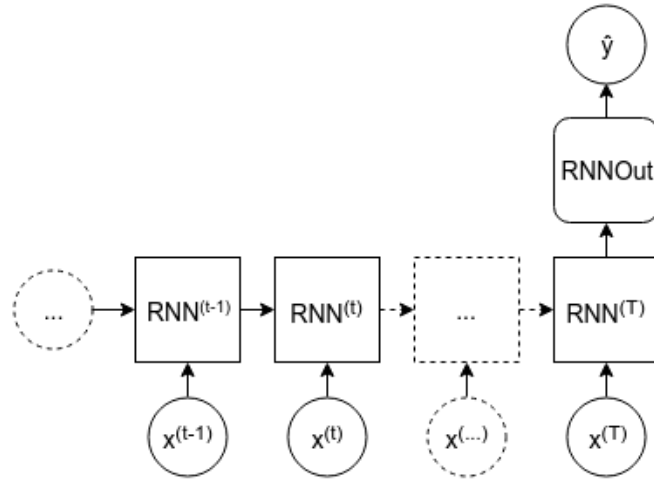 ŷ
RNNOut
... RNN⁽ᵗ⁻¹⁾ RNN⁽ᵗ⁾ ... RNN⁽ᵀ⁾
x⁽ᵗ⁻¹⁾ x⁽ᵗ⁾ x⁽˙˙˙⁾ x⁽ᵀ⁾